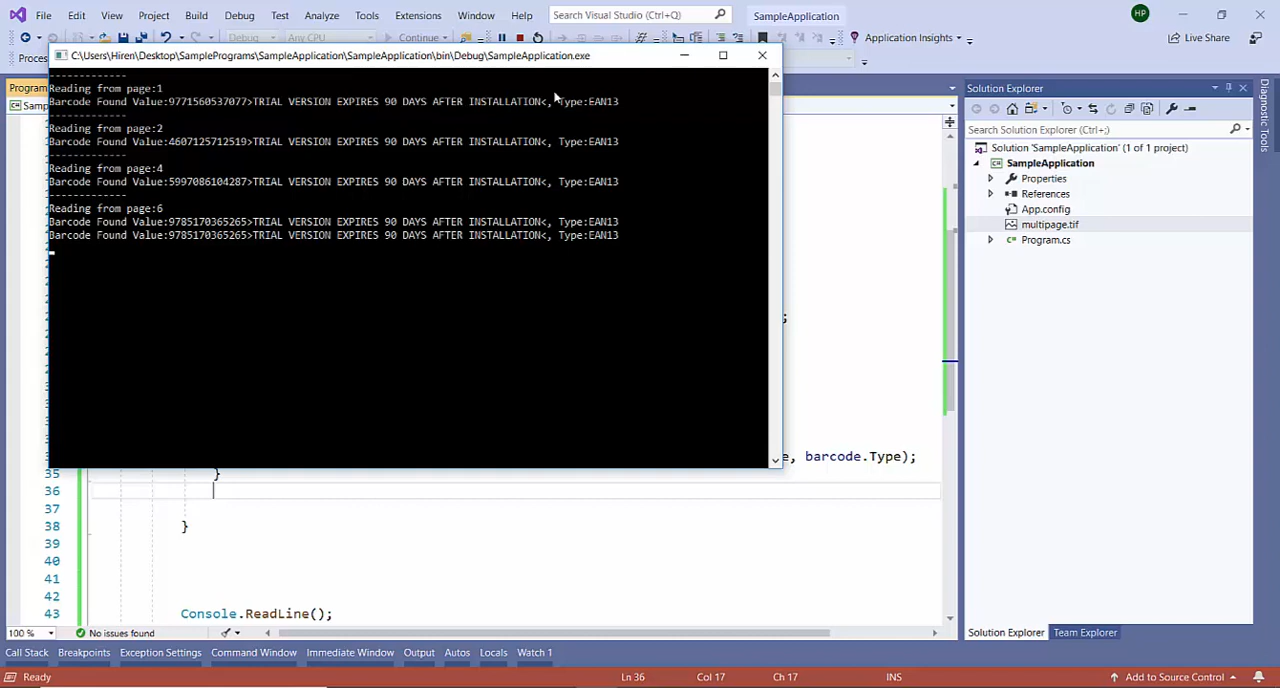 File Edit View Project Build Debug Test Analyze Tools Extensions Window Help Search Visual Studio (Ctrl+Q) SampleApplication HP
Debug Any CPU Continue Application Insights Live Share
Proces
C:\Users\Hiren\Desktop\SamplePrograms\SampleApplication\SampleApplication\bin\Debug\SampleApplication.exe
Program
Samp
-------------
Reading from page:1
Barcode Found Value:9771560537077>TRIAL VERSION EXPIRES 90 DAYS AFTER INSTALLATION<, Type:EAN13
-------------
Reading from page:2
Barcode Found Value:4607125712519>TRIAL VERSION EXPIRES 90 DAYS AFTER INSTALLATION<, Type:EAN13
-------------
Reading from page:4
Barcode Found Value:5997086104287>TRIAL VERSION EXPIRES 90 DAYS AFTER INSTALLATION<, Type:EAN13
-------------
Reading from page:6
Barcode Found Value:9785170365265>TRIAL VERSION EXPIRES 90 DAYS AFTER INSTALLATION<, Type:EAN13
Barcode Found Value:9785170365265>TRIAL VERSION EXPIRES 90 DAYS AFTER INSTALLATION<, Type:EAN13
;
e, barcode.Type);
35 }
36
37
38 }
39
40
41
42
43 Console.ReadLine();
100 % No issues found
Solution Explorer
Search Solution Explorer (Ctrl+;)
Solution 'SampleApplication' (1 of 1 project)
SampleApplication
Properties
References
App.config
multipage.tif
Program.cs
Solution Explorer Team Explorer
Diagnostic Tools
Call Stack Breakpoints Exception Settings Command Window Immediate Window Output Autos Locals Watch 1
Ready Ln 36 Col 17 Ch 17 INS Add to Source Control